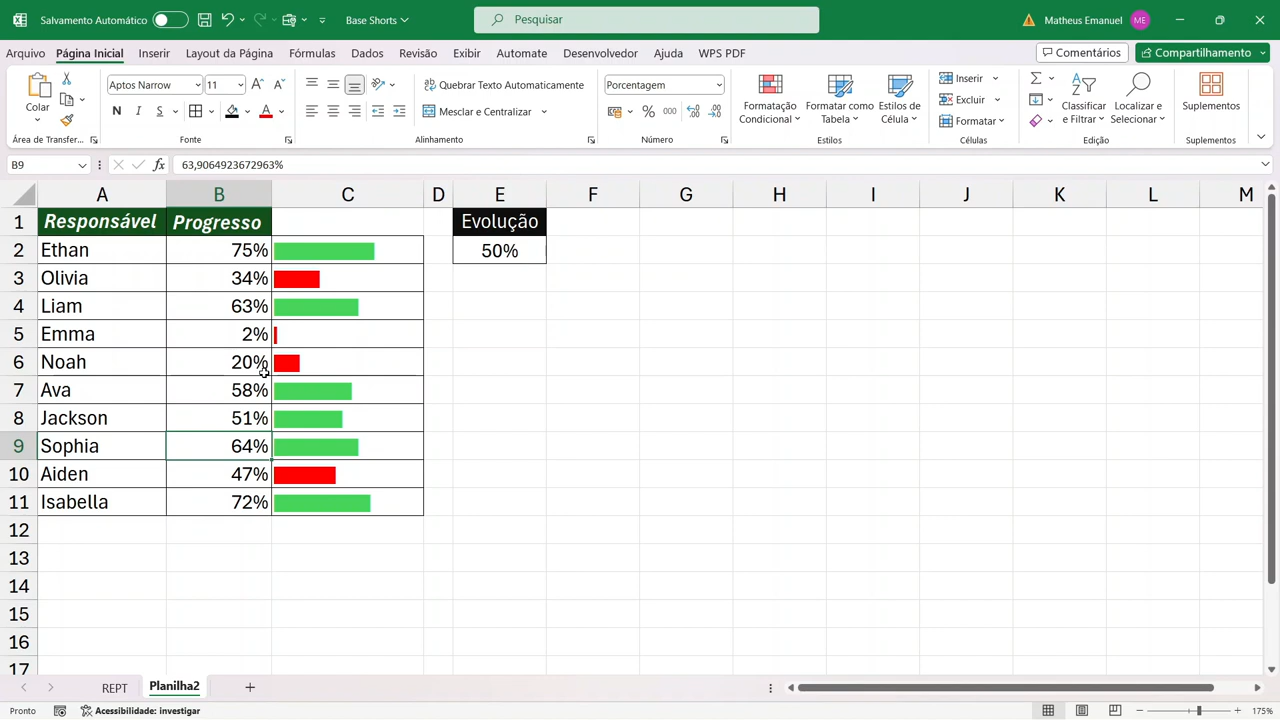 Salvamento Automático
Base Shorts
Pesquisar
Matheus Emanuel
ME
Arquivo
Página Inicial
Inserir
Layout da Página
Fórmulas
Dados
Revisão
Exibir
Automate
Desenvolvedor
Ajuda
WPS PDF
Comentários
Compartilhamento
Colar
Aptos Narrow
11
N I S
Quebrar Texto Automaticamente
Mesclar e Centralizar
Porcentagem
% 000
Formatação Condicional
Formatar como Tabela
Estilos de Célula
Inserir
Excluir
Formatar
Classificar e Filtrar
Localizar e Selecionar
Suplementos
Área de Transfer...
Fonte
Alinhamento
Número
Estilos
Células
Edição
Suplementos
B9
fx
63,9064923672963%
A B C D E F G H I J K L M
1 Responsável Progresso Evolução
2 Ethan 75% 50%
3 Olivia 34%
4 Liam 63%
5 Emma 2%
6 Noah 20%
7 Ava 58%
8 Jackson 51%
9 Sophia 64%
10 Aiden 47%
11 Isabella 72%
12
13
14
15
16
17
REPT
Planilha2
Pronto
Acessibilidade: investigar
175%